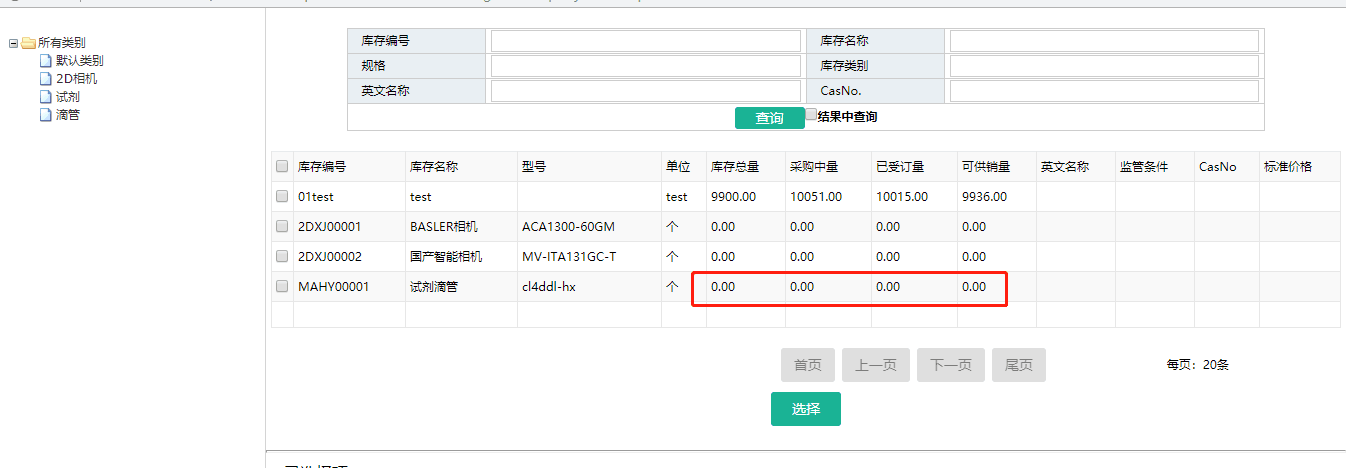 所有类别
默认类别
2D相机
试剂
滴管
库存编号 库存名称
规格 库存类别
英文名称 CasNo.
查询 结果中查询
库存编号 库存名称 型号 单位 库存总量 采购中量 已受订量 可供销量 英文名称 监管条件 CasNo 标准价格
01test test test 9900.00 10051.00 10015.00 9936.00
2DXJ00001 BASLER相机 ACA1300-60GM 个 0.00 0.00 0.00 0.00
2DXJ00002 国产智能相机 MV-ITA131GC-T 个 0.00 0.00 0.00 0.00
MAHY00001 试剂滴管 cl4ddl-hx 个 0.00 0.00 0.00 0.00
首页 上一页 下一页 尾页 每页：20条
选择